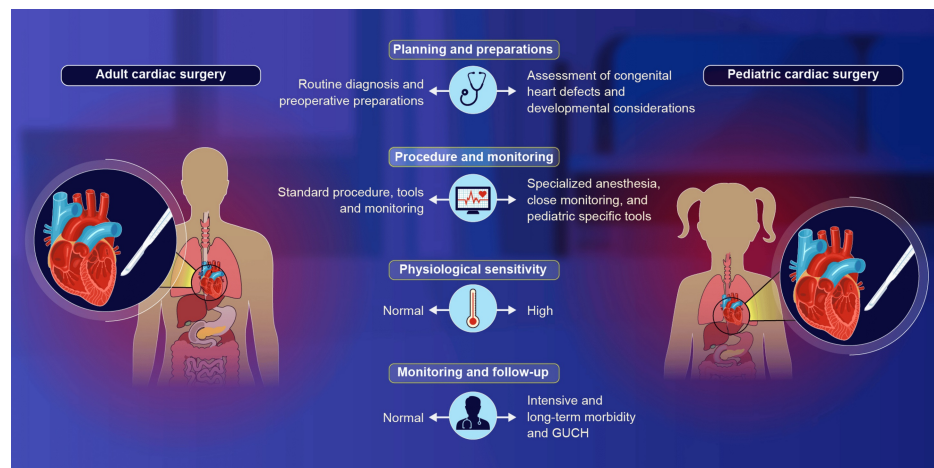 Planning and preparations
Adult cardiac surgery
Pediatric cardiac surgery
Routine diagnosis and
preoperative preparations
Assessment of congenital
heart defects and
developmental considerations
Procedure and monitoring
Standard procedure, tools
and monitoring
Specialized anesthesia,
close monitoring, and
pediatric specific tools
Physiological sensitivity
Normal
High
Monitoring and follow-up
Normal
Intensive and
long-term morbidity
and GUCH